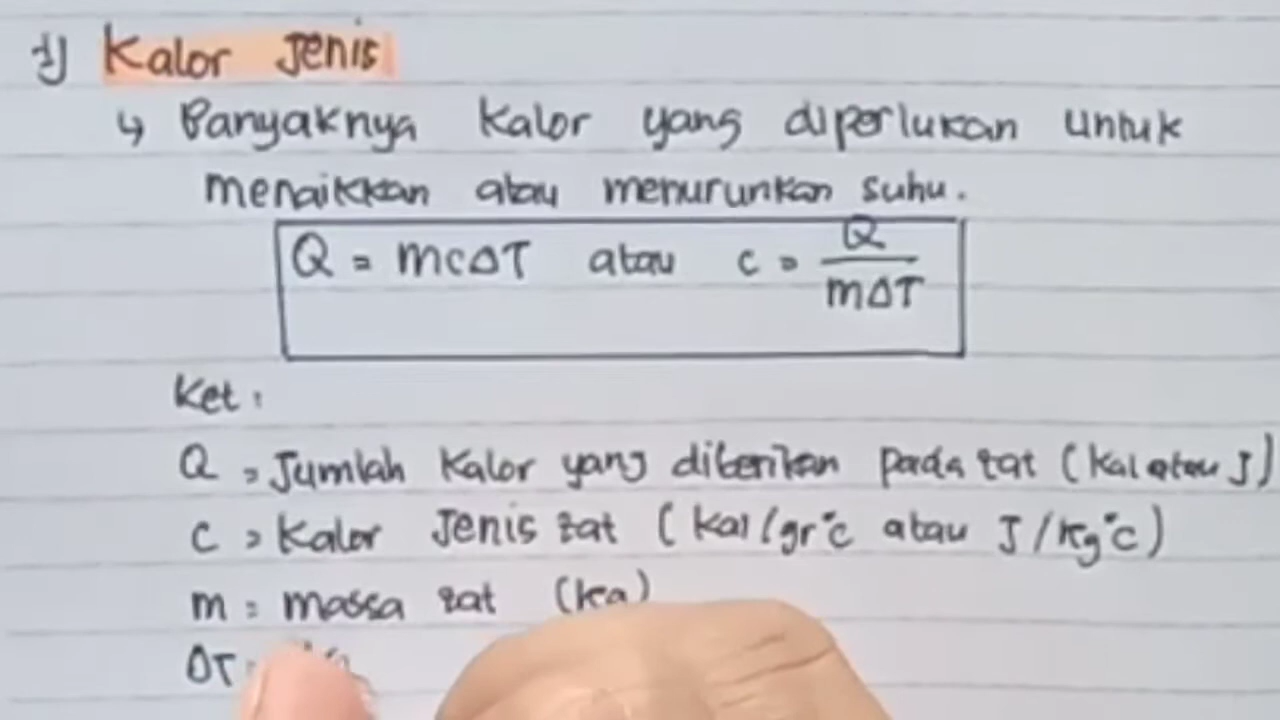 1) Kalor Jenis
↳ Banyaknya kalor yang diperlukan untuk
menaikkan atau menurunkan suhu.
Q = mcΔT atau c = Q/mΔT
Ket :
Q = Jumlah kalor yang diberikan pada zat (kal atau J)
c = Kalor Jenis zat (kal/gr°c atau J/kg°c)
m = massa zat (kg)
ΔT =